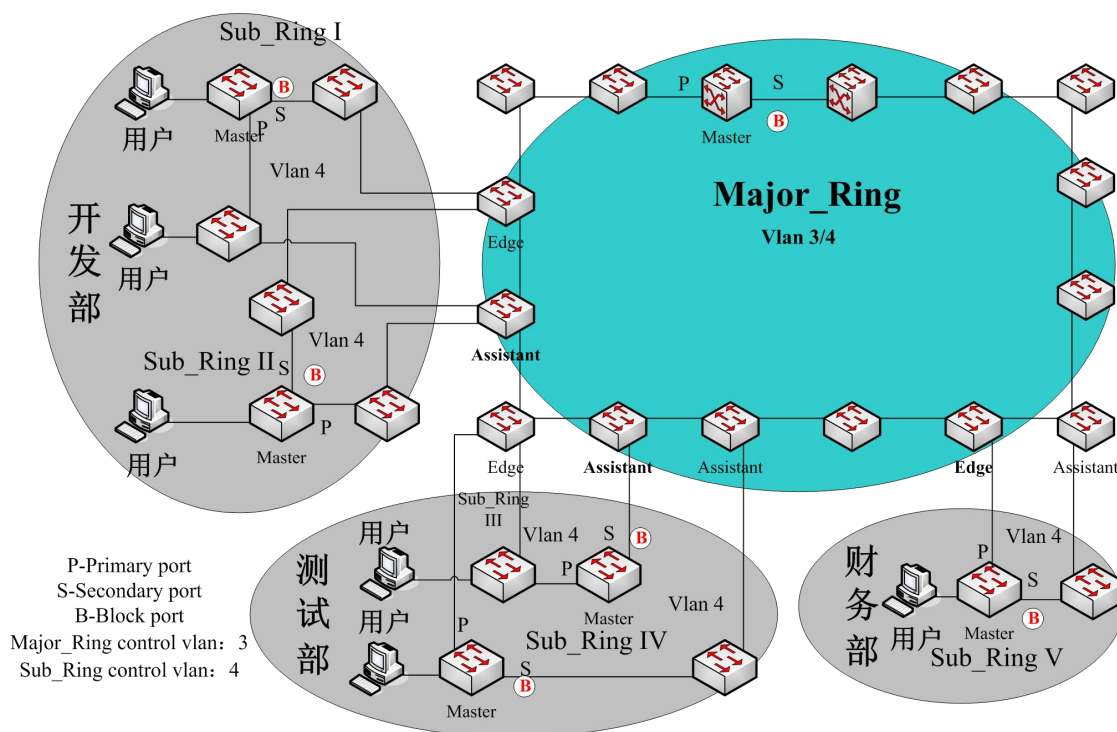 Sub_Ring I
用户
Master
B
S
P
Vlan 4
开发部
用户
Vlan 4
Sub_Ring II
S
B
P
用户
Master
P
Master
S
B
Major_Ring
Vlan 3/4
Edge
Assistant
Edge
Assistant
Assistant
Edge
Assistant
Sub_Ring
III
测试部
用户
Vlan 4
S
B
P
Master
用户
Vlan 4
P
Sub_Ring IV
S
B
Master
财务部
Vlan 4
P
S
用户
Master
B
Sub_Ring V
P-Primary port
S-Secondary port
B-Block port
Major_Ring control vlan：3
Sub_Ring control vlan：4